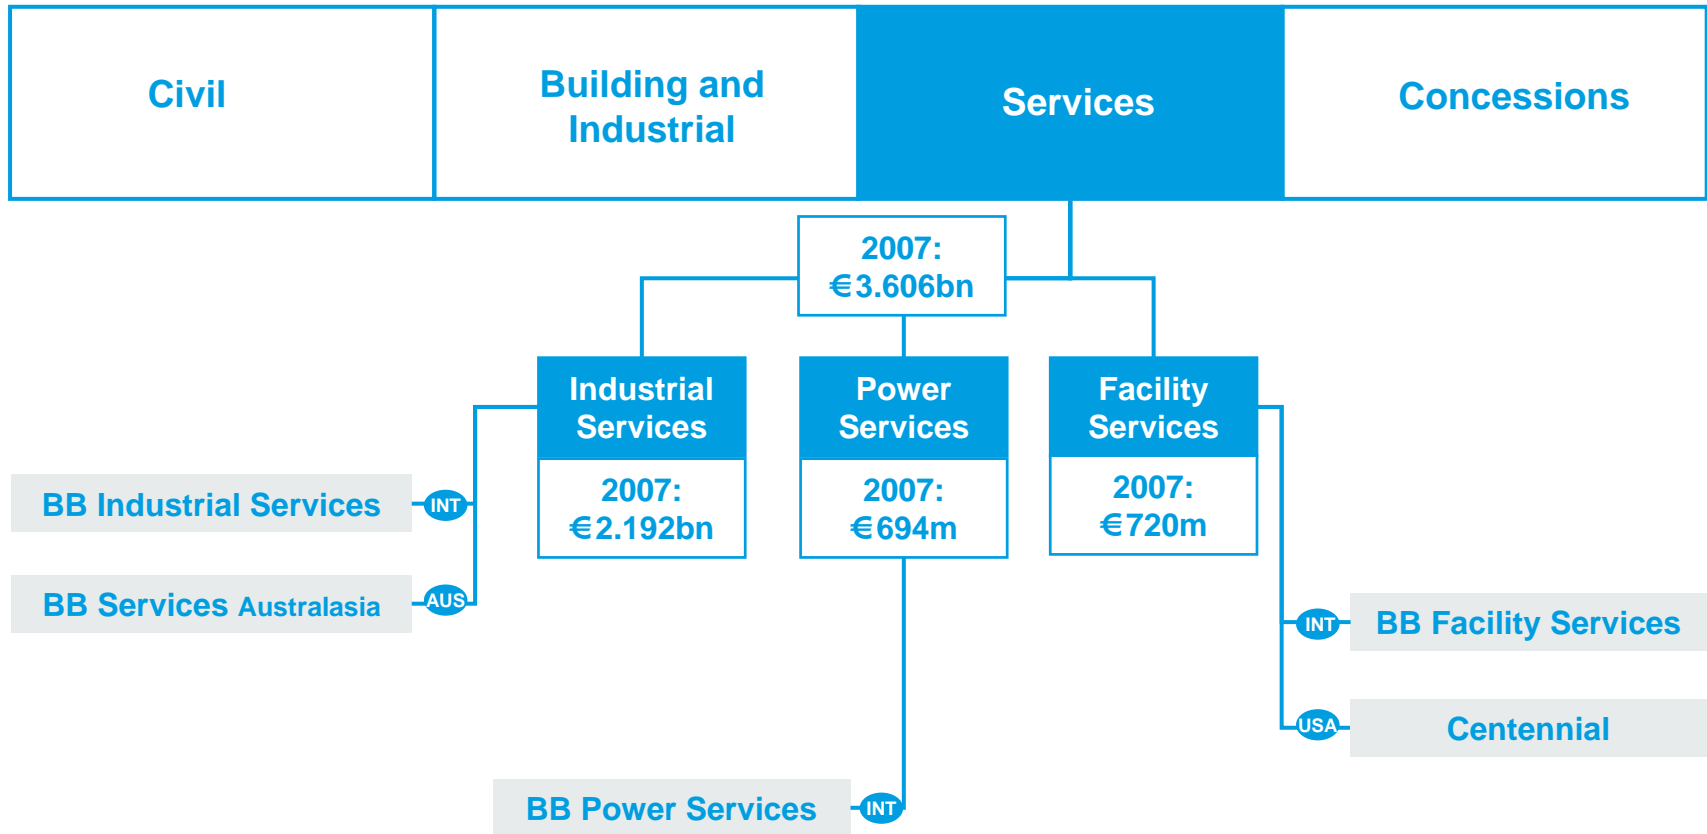 Civil
Building and
Industrial
Services
Concessions
2007:
€3.606bn
Industrial
Services
2007:
€2.192bn
Power
Services
2007:
€694m
Facility
Services
2007:
€720m
BB Industrial Services
INT
BB Services Australasia
AUS
INT
BB Facility Services
USA
Centennial
BB Power Services
INT